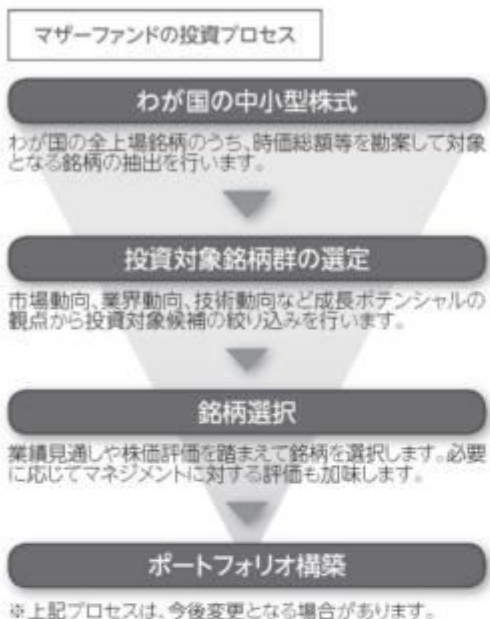 マザーファンドの投資プロセス
わが国の中小型株式
わが国の全上場銘柄のうち、時価総額等を勘案して対象
となる銘柄の抽出を行います。
投資対象銘柄群の選定
市場動向、業界動向、技術動向など成長ポテンシャルの
観点から投資対象候補の絞り込みを行います。
銘柄選択
業績見通しや株価評価を踏まえて銘柄を選択します。必要
に応じてマネジメントに対する評価も加味します。
ポートフォリオ構築
※上記プロセスは、今後変更となる場合があります。